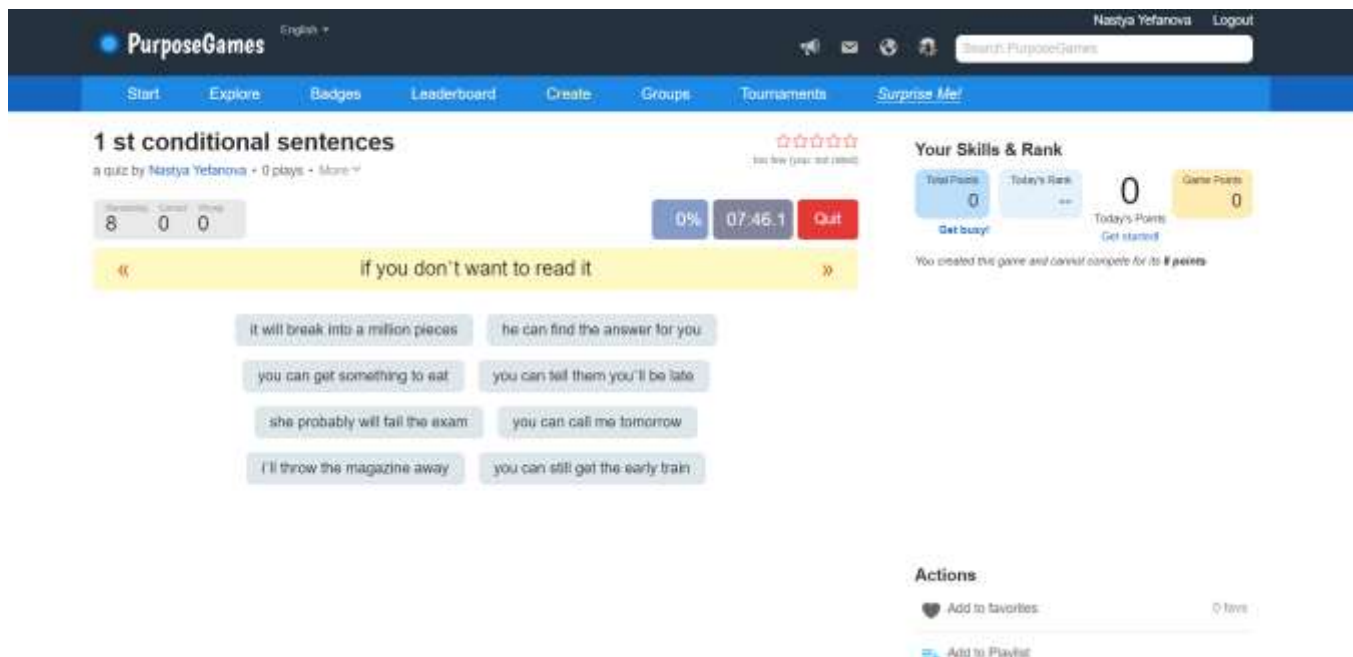 Nastya Yefanova Logout
PurposeGames English
Search PurposeGames
Start Explore Badges Leaderboard Create Groups Tournaments Surprise Me!
1 st conditional sentences
a quiz by Nastya Yefanova • 0 plays • More
Remaining Correct Wrong
8 0 0
0% 07:46.1 Quit
« if you don't want to read it »
it will break into a million pieces he can find the answer for you
you can get something to eat you can tell them you'll be late
she probably will fail the exam you can call me tomorrow
i'll throw the magazine away you can still get the early train
Your Skills & Rank
Total Points Today's Rank Game Points
0 -- 0 0
Today's Points
Get busy! Get started!
You created this game and cannot compete for its 8 points
Actions
Add to favorites 0 favs
Add to Playlist